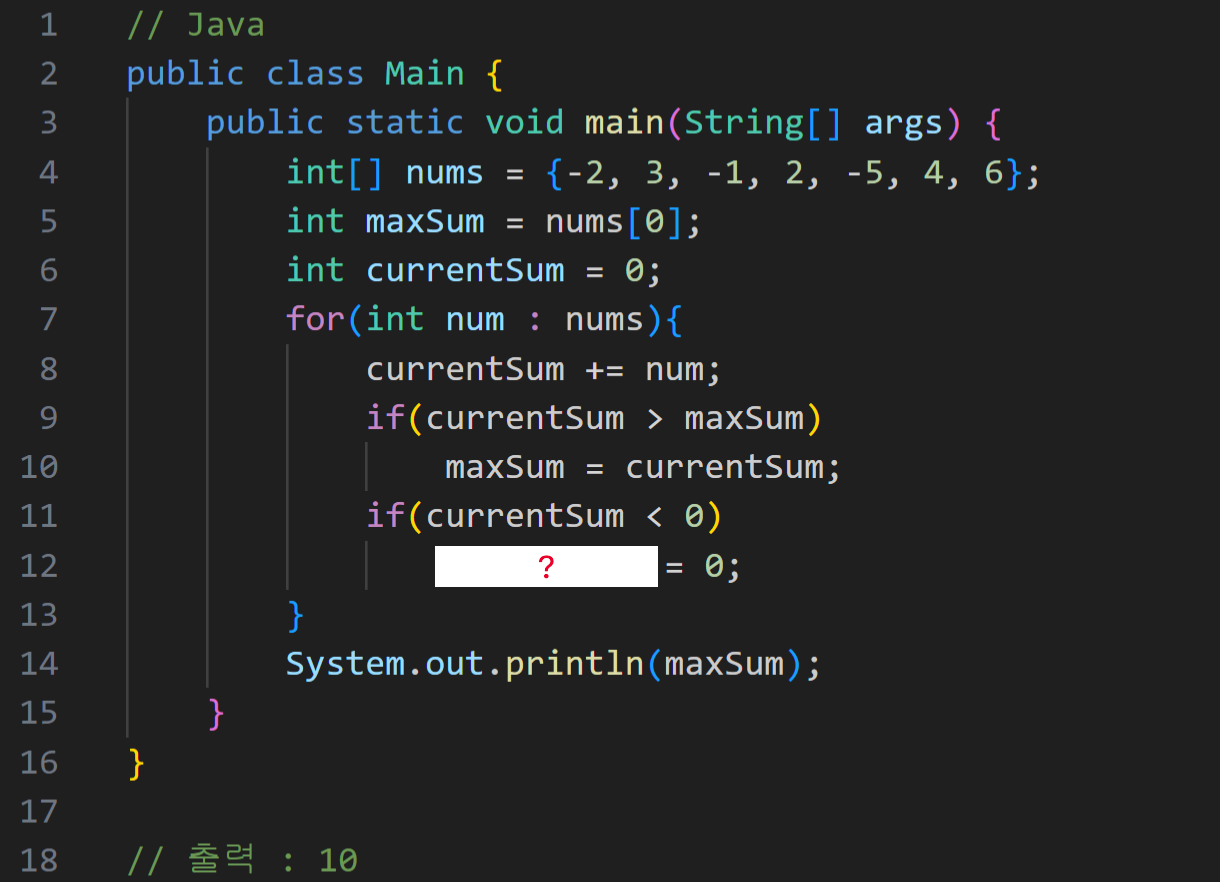 1 // Java
2 public class Main {
3 public static void main(String[] args) {
4 int[] nums = {-2, 3, -1, 2, -5, 4, 6};
5 int maxSum = nums[0];
6 int currentSum = 0;
7 for(int num : nums){
8 currentSum += num;
9 if(currentSum > maxSum)
10 maxSum = currentSum;
11 if(currentSum < 0)
12 ? = 0;
13 }
14 System.out.println(maxSum);
15 }
16 }
17
18 // 출력 : 10